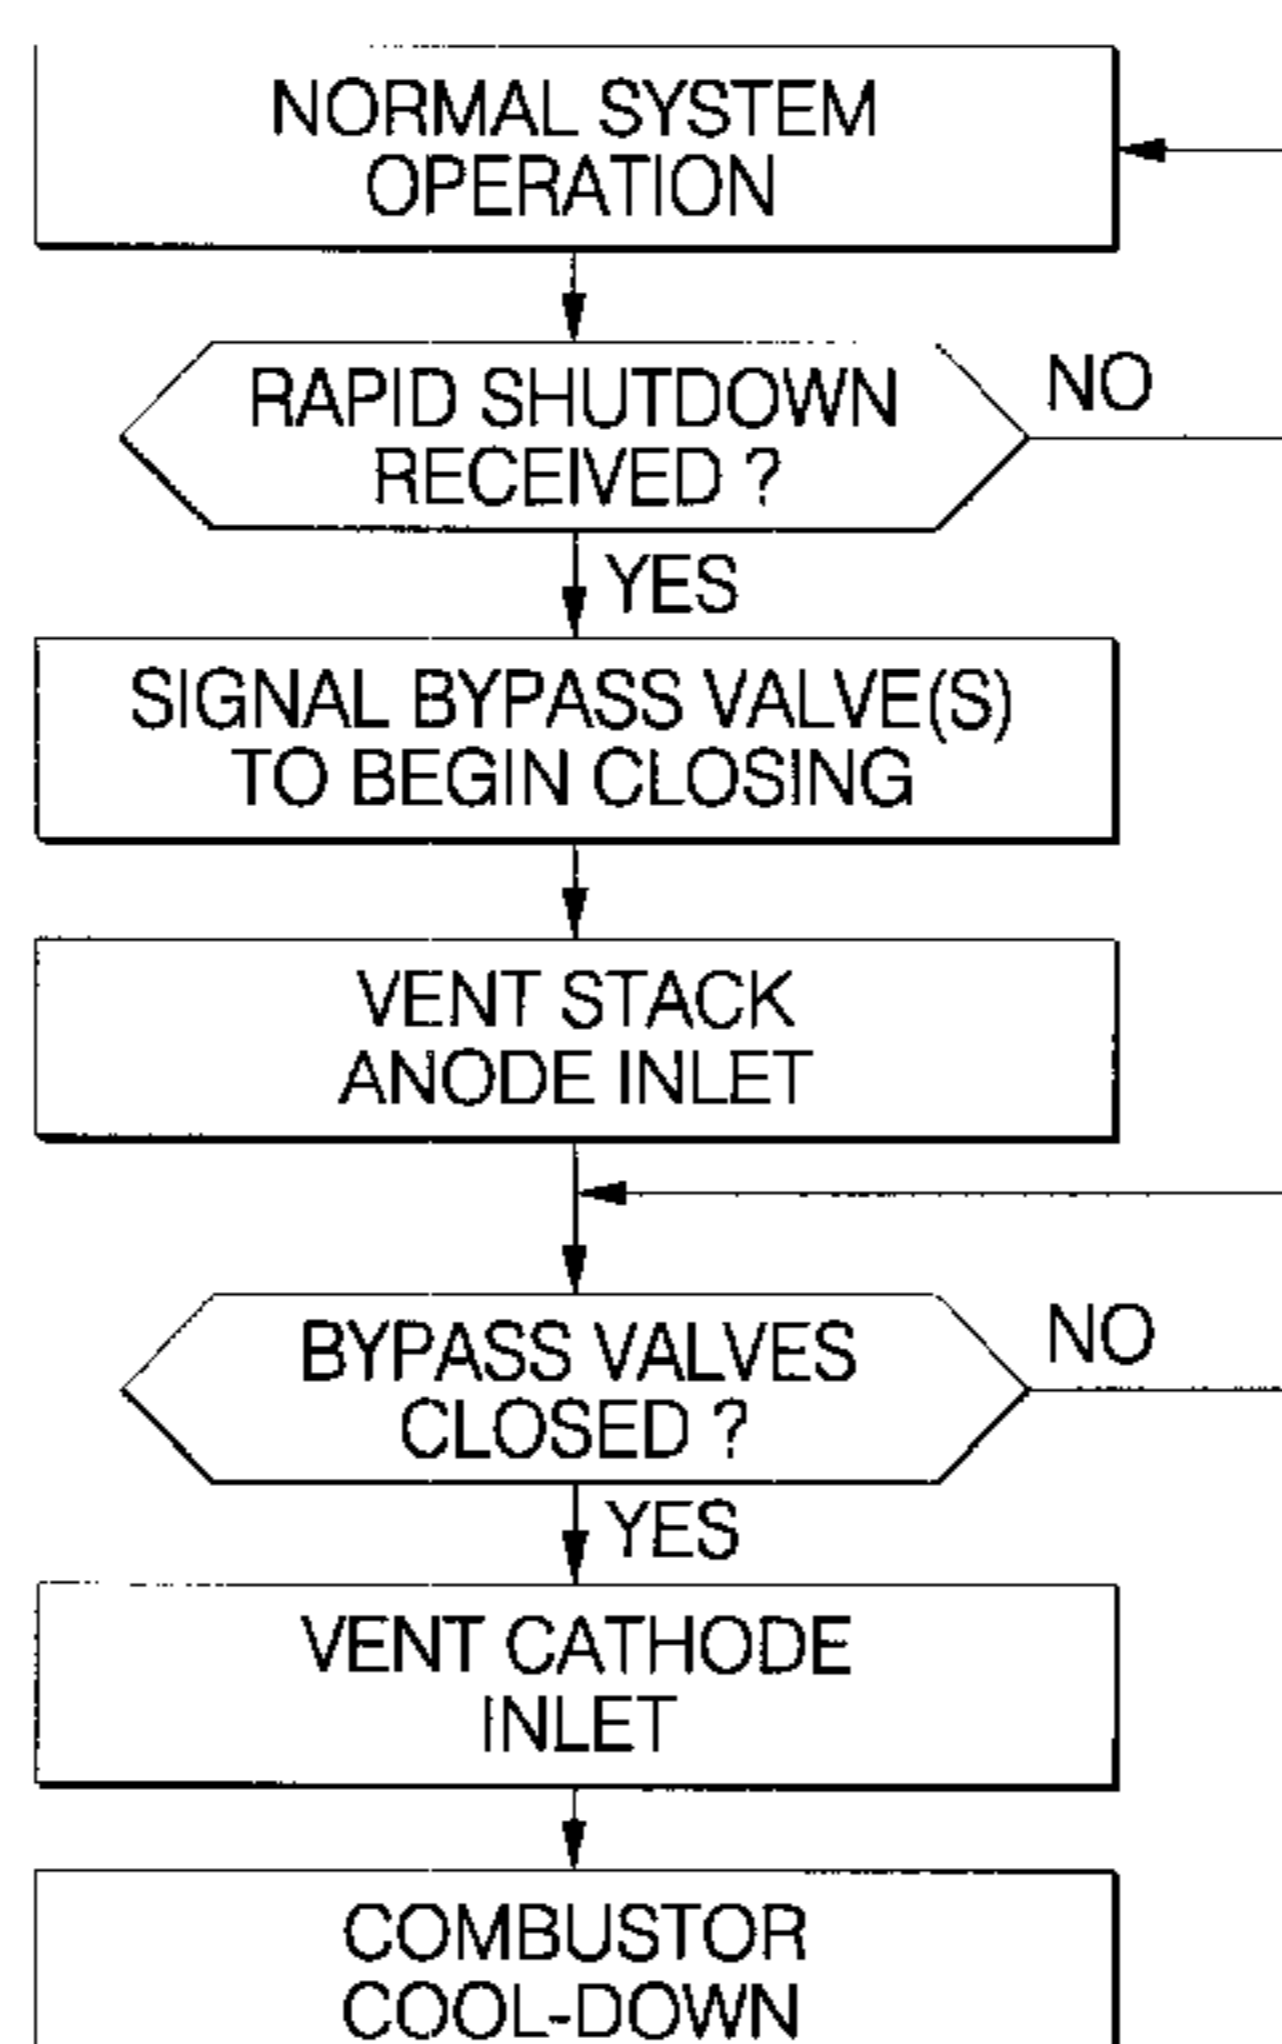 NORMAL SYSTEM
OPERATION
RAPID SHUTDOWN
RECEIVED ?
NO
YES
SIGNAL BYPASS VALVE(S)
TO BEGIN CLOSING
VENT STACK
ANODE INLET
BYPASS VALVES
CLOSED ?
NO
YES
VENT CATHODE
INLET
COMBUSTOR
COOL-DOWN